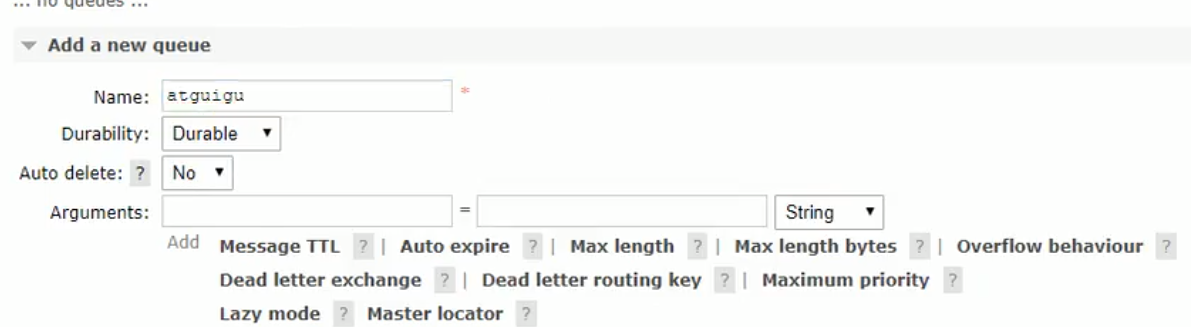 ... no queues ...
Add a new queue
Name: atguigu *
Durability: Durable
Auto delete: ? No
Arguments: = String
Add Message TTL ? | Auto expire ? | Max length ? | Max length bytes ? | Overflow behaviour ?
Dead letter exchange ? | Dead letter routing key ? | Maximum priority ?
Lazy mode ? Master locator ?